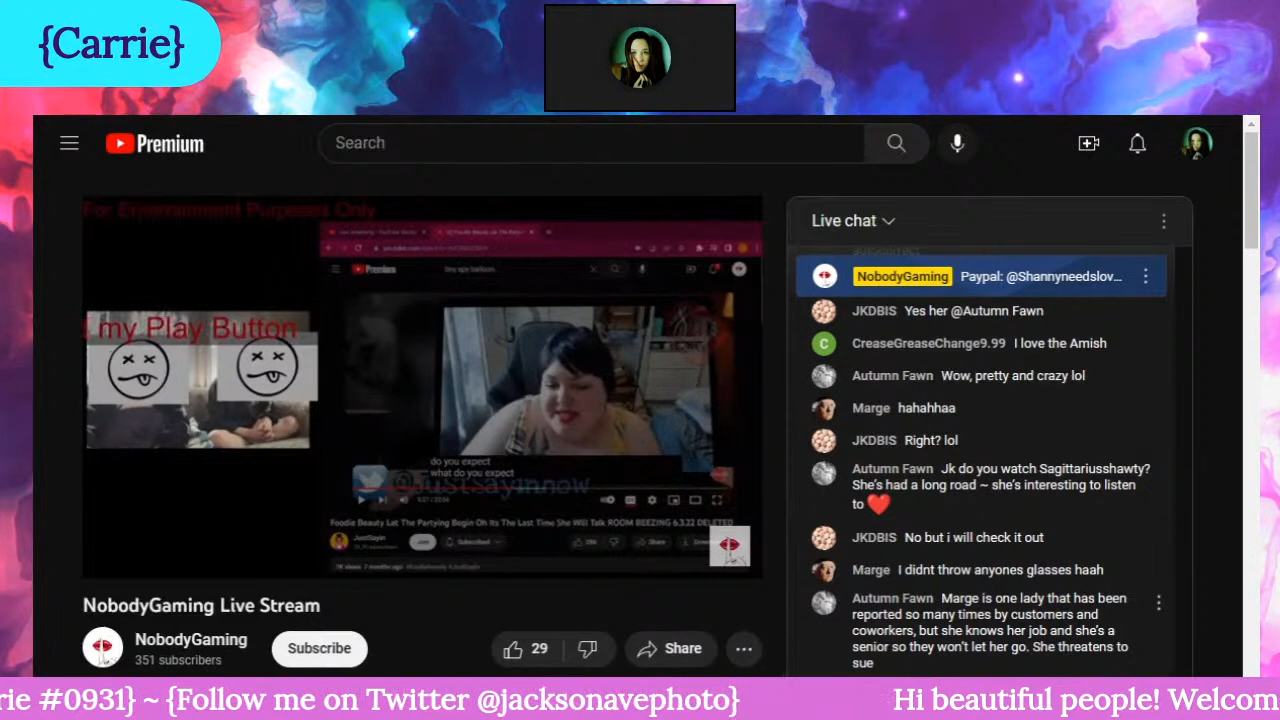 {Carrie}
Premium
Search
For Entertainment Purposes Only
my Play Button
do you expect
what do you expect
@JustSayinnow
Foodie Beauty Let The Partying Begin Oh Its The Last Time She Will Talk ROOM BEEZING 6.3.22 DELETED
JustSayin
Join
Subscribed
Share
NobodyGaming Live Stream
NobodyGaming
351 subscribers
Subscribe
29
Share
Live chat
NobodyGaming Paypal: @Shannyneedslov...
JKDBIS Yes her @Autumn Fawn
CreaseGreaseChange9.99 I love the Amish
Autumn Fawn Wow, pretty and crazy lol
Marge hahahhaa
JKDBIS Right? lol
Autumn Fawn Jk do you watch Sagittariusshawty?
She's had a long road ~ she's interesting to listen
to
JKDBIS No but i will check it out
Marge I didnt throw anyones glasses haah
Autumn Fawn Marge is one lady that has been
reported so many times by customers and
coworkers, but she knows her job and she's a
senior so they won't let her go. She threatens to
sue
rie #0931} ~ {Follow me on Twitter @jacksonavephoto}
Hi beautiful people! Welcom